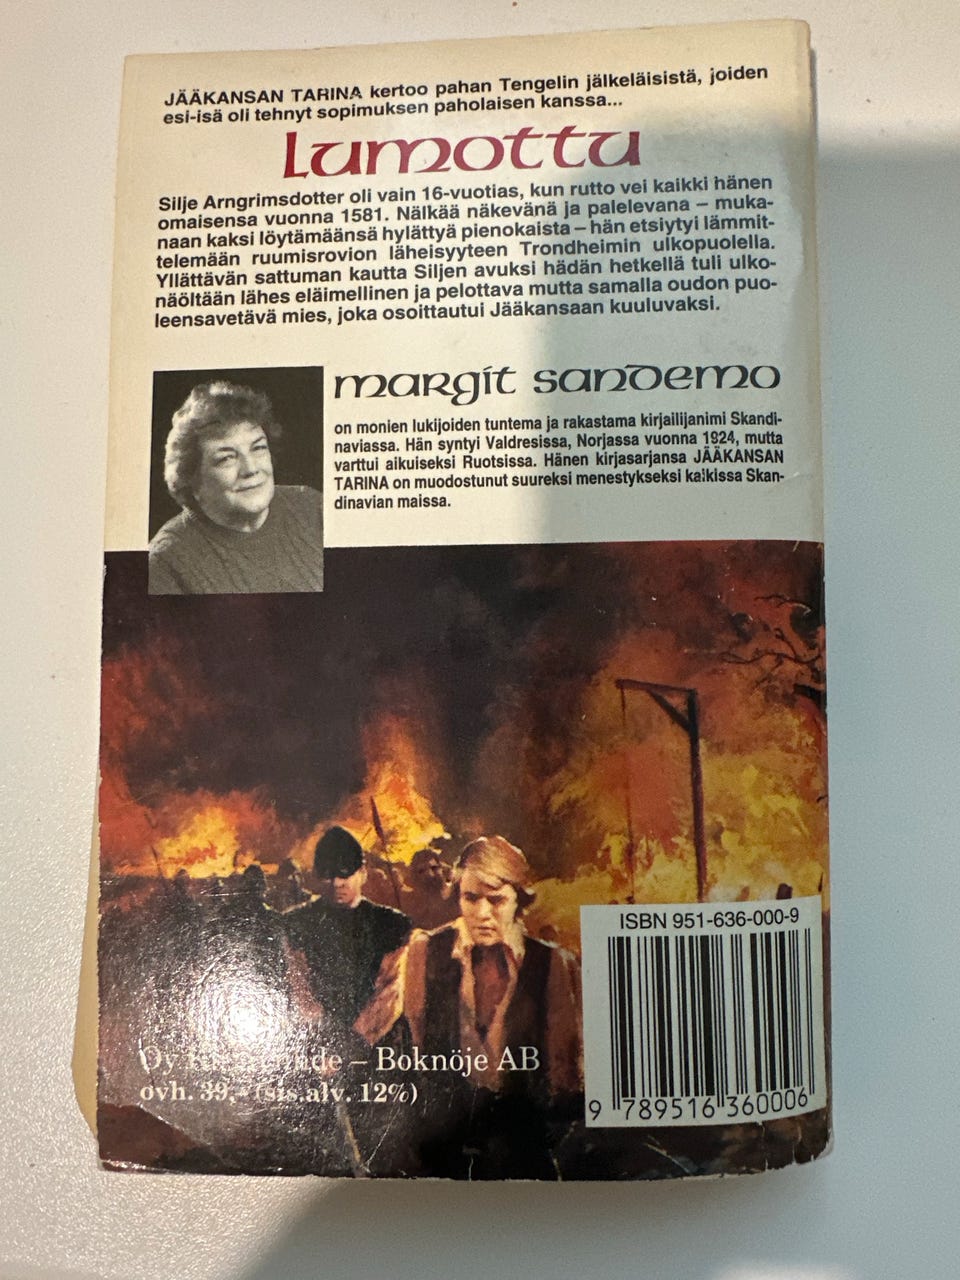 JÄÄKANSAN TARINA kertoo pahan Tengelin jälkeläisistä, joiden
esi-isä oli tehnyt sopimuksen paholaisen kanssa...
Lumottu
Silje Arngrimsdotter oli vain 16-vuotias, kun rutto vei kaikki hänen
omaisensa vuonna 1581. Nälkää näkevänä ja palelevana – muka-
naan kaksi löytämäänsä hylättyä pienokaista – hän etsiytyi lämmit-
telemään ruumisrovion läheisyyteen Trondheimin ulkopuolella.
Yllättävän sattuman kautta Siljen avuksi hädän hetkellä tuli ulko-
näöltään lähes eläimellinen ja pelottava mutta samalla oudon puo-
leensavetävä mies, joka osoittautui Jääkansaan kuuluvaksi.
margit sandemo
on monien lukijoiden tuntema ja rakastama kirjailijanimi Skandi-
naviassa. Hän syntyi Valdresissa, Norjassa vuonna 1924, mutta
varttui aikuiseksi Ruotsissa. Hänen kirjasarjansa JÄÄKANSAN
TARINA on muodostunut suureksi menestykseksi kaikissa Skan-
dinavian maissa.
ISBN 951-636-000-9
Oy – Boknöje AB
ovh. 39,- (sis.alv. 12%)
9 789516 360006